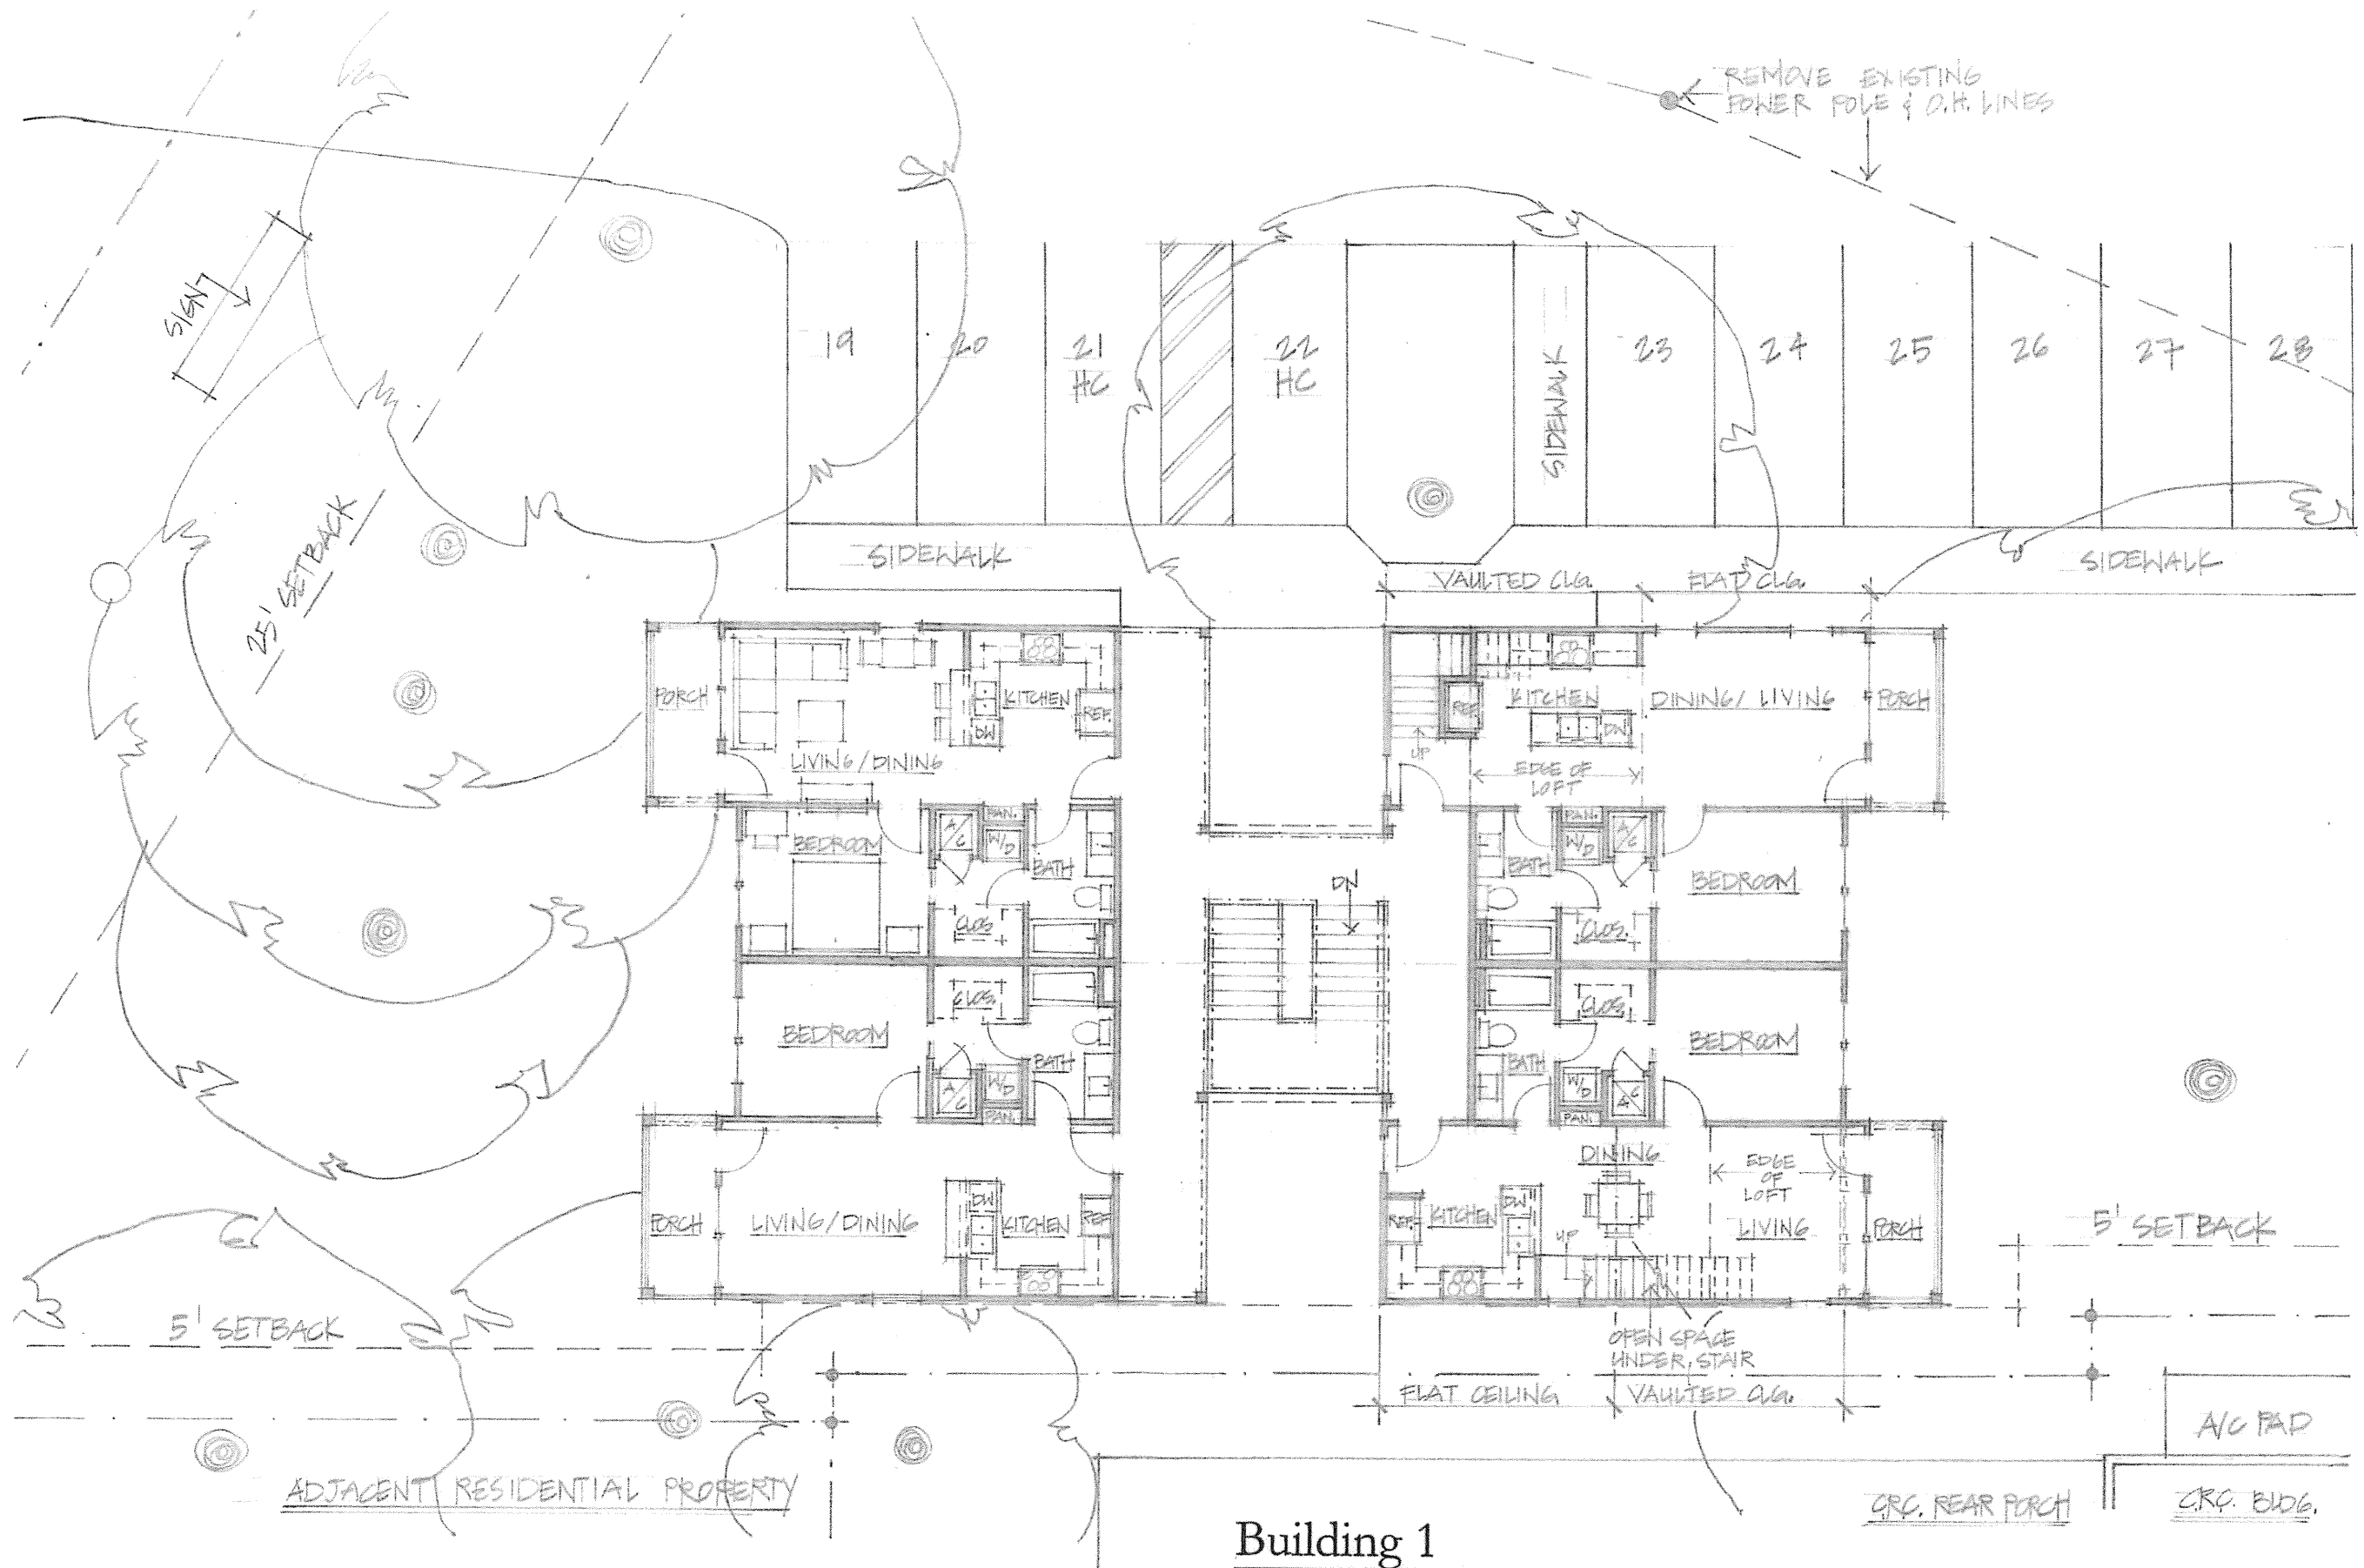 REMOVE EXISTING
POWER POLE & O.H. LINES
SIGN
19
20
21
HC
22
HC
SIDEWALK
23
24
25
26
27
28
25' SETBACK
SIDEWALK
SIDEWALK
VAULTED CLG.
FLAT CLG.
PORCH
KITCHEN
REF.
DW
LIVING/DINING
KITCHEN
REF
DW
DINING/LIVING
PORCH
UP
EDGE OF
LOFT
BEDROOM
A/C
PAN.
W/D
BATH
CLOS.
DN
PAN.
W/D
A/C
BATH
CLOS.
BEDROOM
BEDROOM
CLOS.
BATH
A/C
W/D
PAN.
CLOS.
BATH
W/D
PAN.
A/C
BEDROOM
PORCH
LIVING/DINING
DW
KITCHEN
REF
REF.
KITCHEN
DW
DINING
UP
EDGE
OF
LOFT
LIVING
PORCH
5' SETBACK
5' SETBACK
OPEN SPACE
UNDER STAIR
FLAT CEILING
VAULTED CLG.
A/C PAD
ADJACENT RESIDENTIAL PROPERTY
C.R.C. REAR PORCH
C.R.C. BLDG.
Building 1